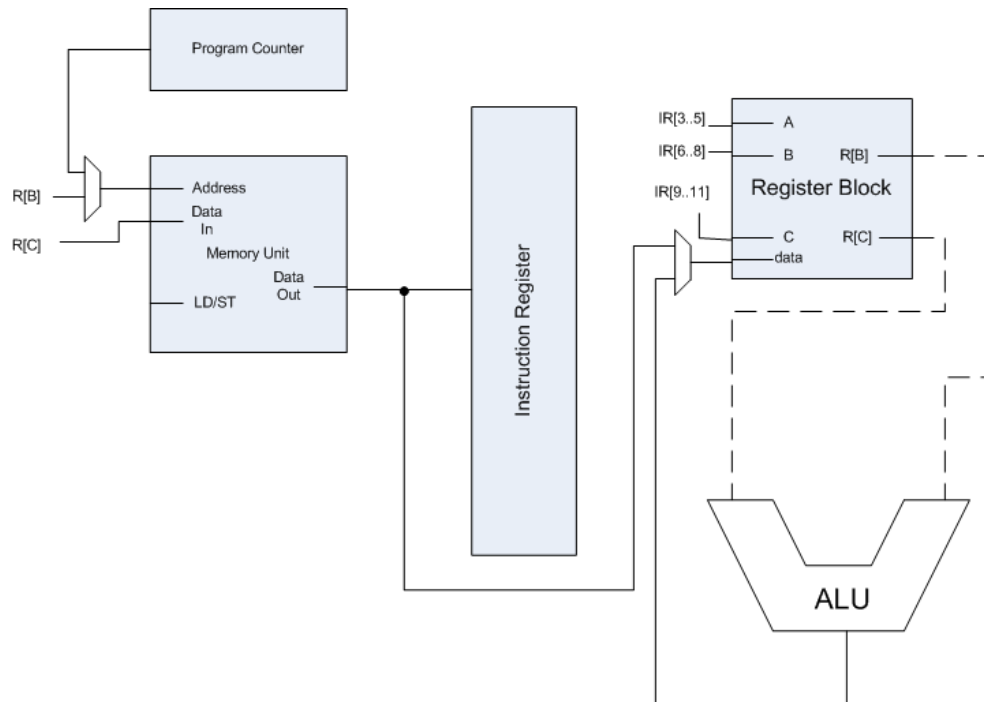 Program Counter
R[B]
R[C]
Address
Data
In
Memory Unit
Data
Out
LD/ST
Instruction Register
IR[3..5]
IR[6..8]
IR[9..11]
A
B
R[B]
Register Block
C
R[C]
data
ALU